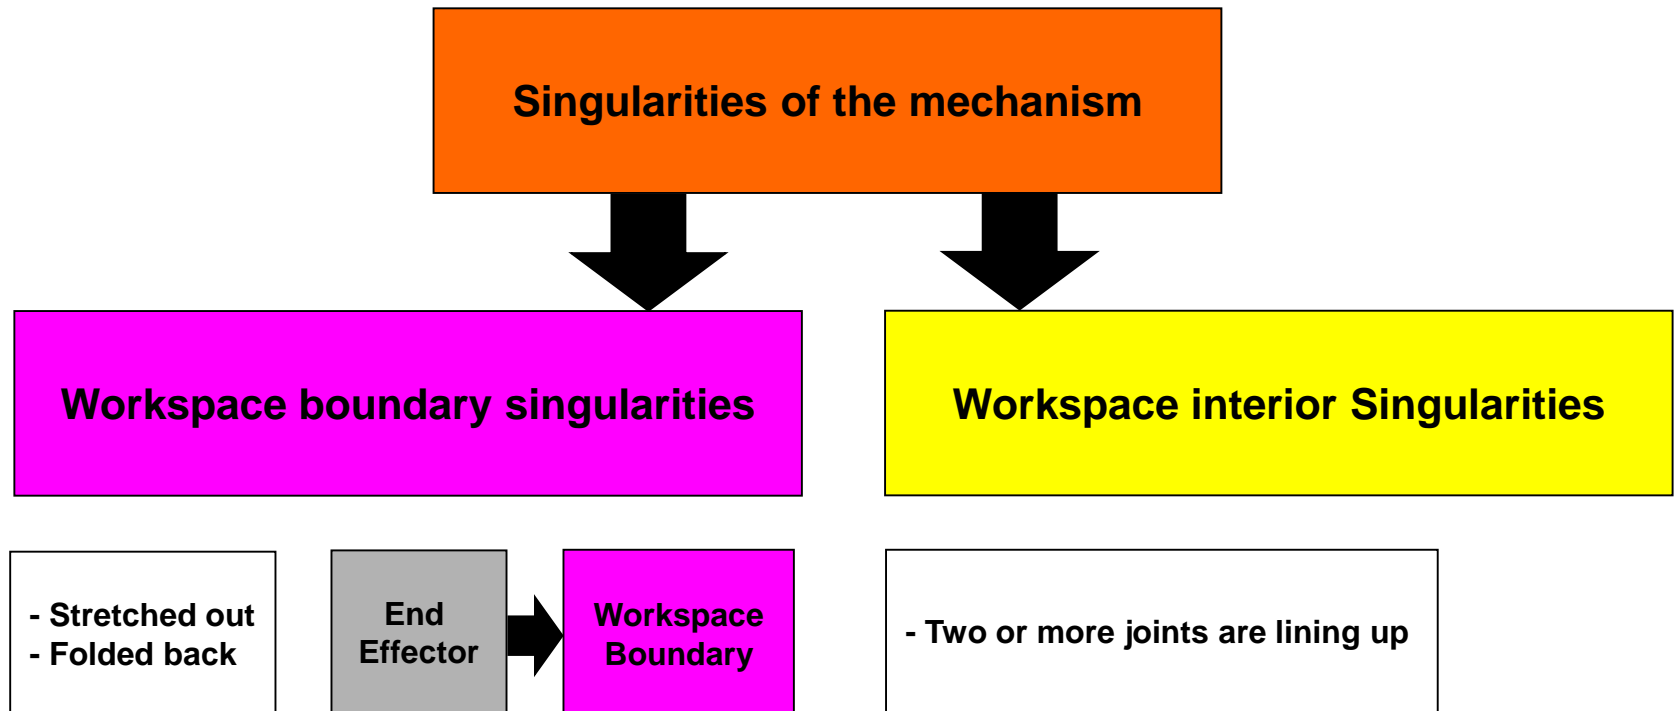 Singularities of the mechanism
Workspace boundary singularities
Workspace interior Singularities
- Stretched out
- Folded back
End
Effector
Workspace
Boundary
- Two or more joints are lining up